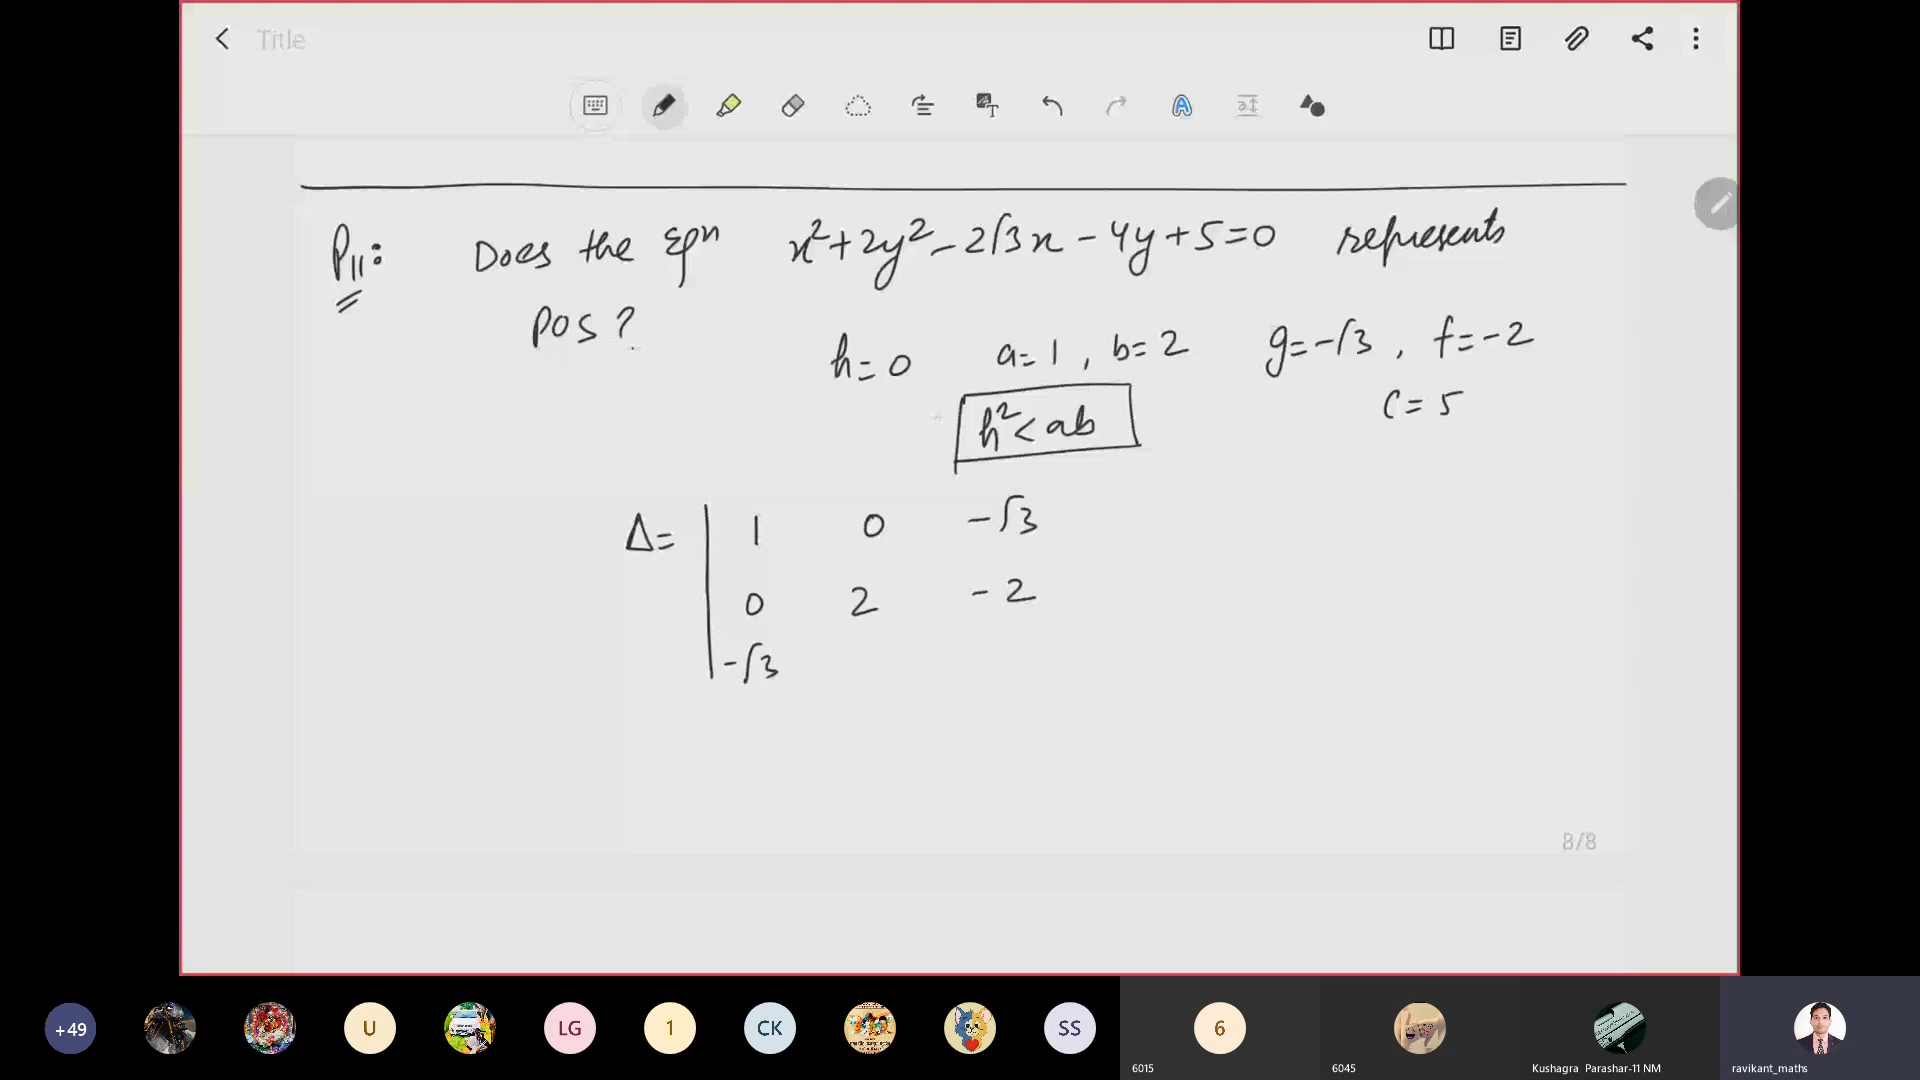 Title
P11: Does the Eqn x²+2y²-2√3x-4y+5=0 represents
POS?
h=0 a=1, b=2 g=-√3, f=-2
c=5
h²<ab
Δ= | 1 0 -√3
0 2 -2
-√3
8/8
+49 U LG 1 CK SS 6
6015 6045 Kushagra Parashar-11 NM ravikant_maths